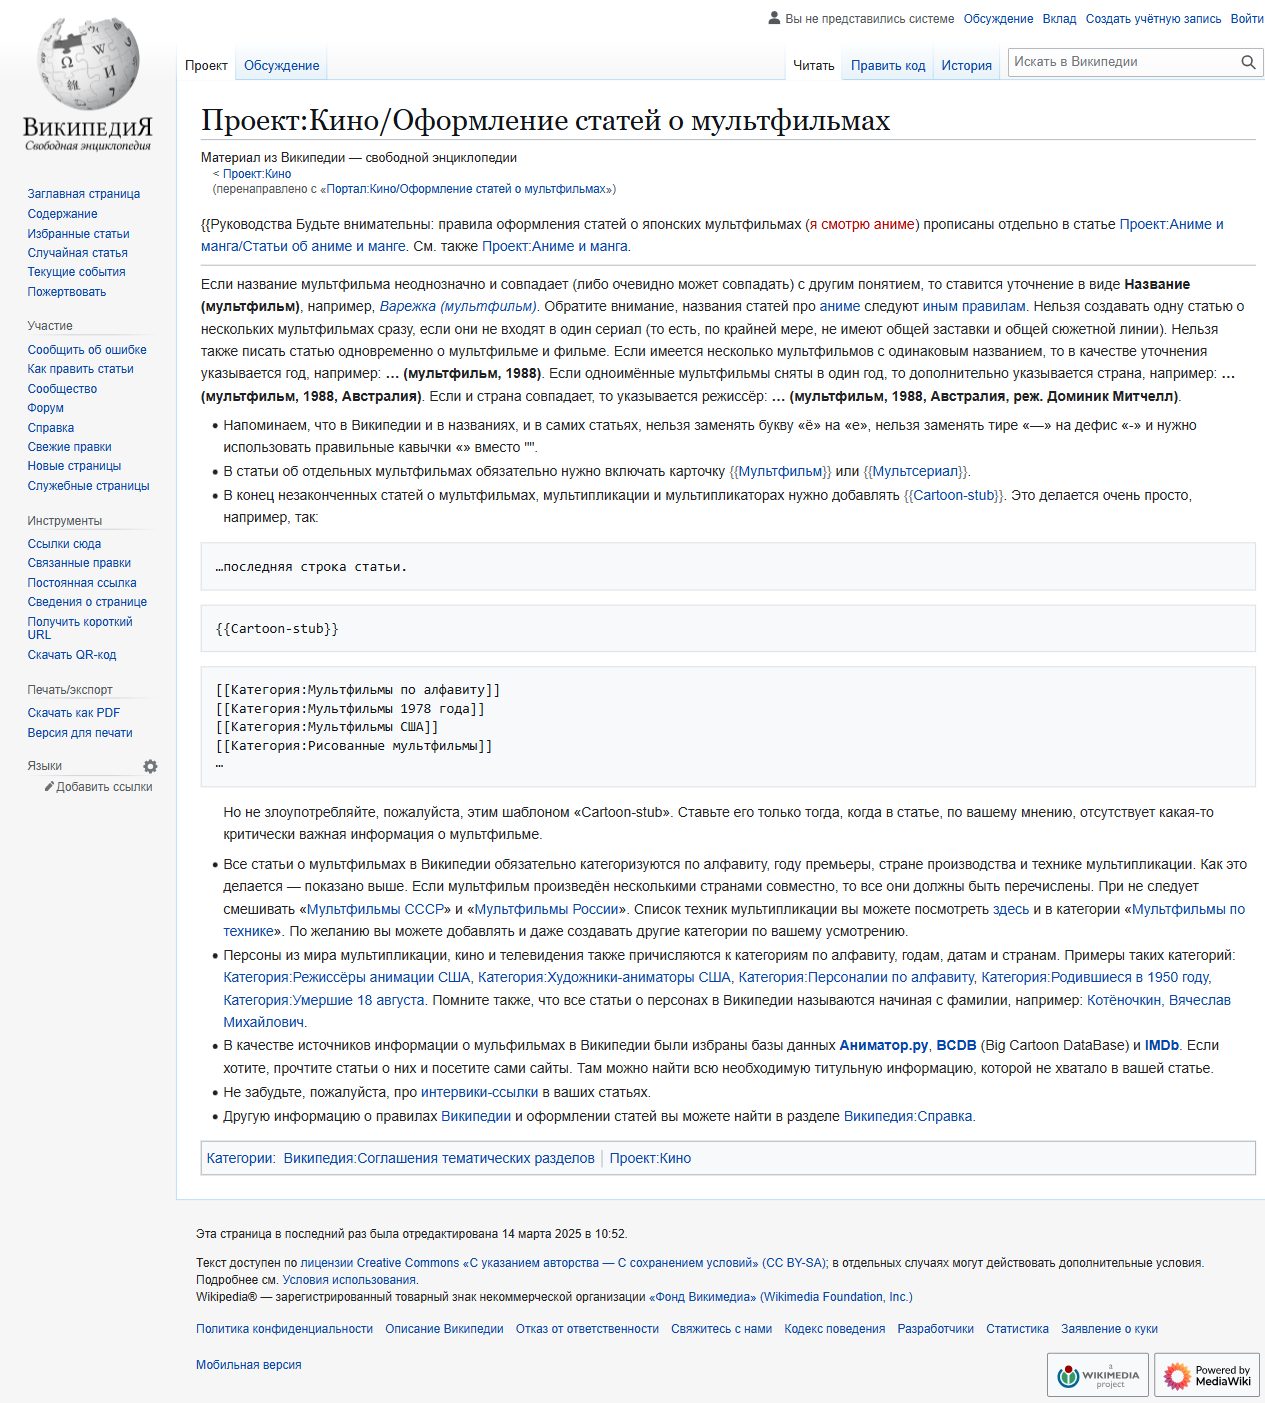 Вы не представились системе Обсуждение Вклад Создать учётную запись Войти
Проект Обсуждение Читать Править код История Искать в Википедии
ВикипедиЯ
Свободная энциклопедия
Заглавная страница
Содержание
Избранные статьи
Случайная статья
Текущие события
Пожертвовать
Участие
Сообщить об ошибке
Как править статьи
Сообщество
Форум
Справка
Свежие правки
Новые страницы
Служебные страницы
Инструменты
Ссылки сюда
Связанные правки
Постоянная ссылка
Сведения о странице
Получить короткий
URL
Скачать QR-код
Печать/экспорт
Скачать как PDF
Версия для печати
Языки
Добавить ссылки
Проект:Кино/Оформление статей о мультфильмах
Материал из Википедии — свободной энциклопедии
< Проект:Кино
(перенаправлено с «Портал:Кино/Оформление статей о мультфильмах»)
{{Руководства Будьте внимательны: правила оформления статей о японских мультфильмах (я смотрю аниме) прописаны отдельно в статье Проект:Аниме и
манга/Статьи об аниме и манге. См. также Проект:Аниме и манга.
Если название мультфильма неоднозначно и совпадает (либо очевидно может совпадать) с другим понятием, то ставится уточнение в виде Название
(мультфильм), например, Варежка (мультфильм). Обратите внимание, названия статей про аниме следуют иным правилам. Нельзя создавать одну статью о
нескольких мультфильмах сразу, если они не входят в один сериал (то есть, по крайней мере, не имеют общей заставки и общей сюжетной линии). Нельзя
также писать статью одновременно о мультфильме и фильме. Если имеется несколько мультфильмов с одинаковым названием, то в качестве уточнения
указывается год, например: … (мультфильм, 1988). Если одноимённые мультфильмы сняты в один год, то дополнительно указывается страна, например: …
(мультфильм, 1988, Австралия). Если и страна совпадает, то указывается режиссёр: … (мультфильм, 1988, Австралия, реж. Доминик Митчелл).
• Напоминаем, что в Википедии и в названиях, и в самих статьях, нельзя заменять букву «ё» на «е», нельзя заменять тире «—» на дефис «-» и нужно
использовать правильные кавычки «» вместо "".
• В статьи об отдельных мультфильмах обязательно нужно включать карточку {{Мультфильм}} или {{Мультсериал}}.
• В конец незаконченных статей о мультфильмах, мультипликации и мультипликаторах нужно добавлять {{Cartoon-stub}}. Это делается очень просто,
например, так:
…последняя строка статьи.
{{Cartoon-stub}}
[[Категория:Мультфильмы по алфавиту]]
[[Категория:Мультфильмы 1978 года]]
[[Категория:Мультфильмы США]]
[[Категория:Рисованные мультфильмы]]
…
Но не злоупотребляйте, пожалуйста, этим шаблоном «Cartoon-stub». Ставьте его только тогда, когда в статье, по вашему мнению, отсутствует какая-то
критически важная информация о мультфильме.
• Все статьи о мультфильмах в Википедии обязательно категоризуются по алфавиту, году премьеры, стране производства и технике мультипликации. Как это
делается — показано выше. Если мультфильм произведён несколькими странами совместно, то все они должны быть перечислены. При не следует
смешивать «Мультфильмы СССР» и «Мультфильмы России». Список техник мультипликации вы можете посмотреть здесь и в категории «Мультфильмы по
технике». По желанию вы можете добавлять и даже создавать другие категории по вашему усмотрению.
• Персоны из мира мультипликации, кино и телевидения также причисляются к категориям по алфавиту, годам, датам и странам. Примеры таких категорий:
Категория:Режиссёры анимации США, Категория:Художники-аниматоры США, Категория:Персоналии по алфавиту, Категория:Родившиеся в 1950 году,
Категория:Умершие 18 августа. Помните также, что все статьи о персонах в Википедии называются начиная с фамилии, например: Котёночкин, Вячеслав
Михайлович.
• В качестве источников информации о мульфильмах в Википедии были избраны базы данных Аниматор.ру, BCDB (Big Cartoon DataBase) и IMDb. Если
хотите, прочтите статьи о них и посетите сами сайты. Там можно найти всю необходимую титульную информацию, которой не хватало в вашей статье.
• Не забудьте, пожалуйста, про интервики-ссылки в ваших статьях.
• Другую информацию о правилах Википедии и оформлении статей вы можете найти в разделе Википедия:Справка.
Категории: Википедия:Соглашения тематических разделов | Проект:Кино
Эта страница в последний раз была отредактирована 14 марта 2025 в 10:52.
Текст доступен по лицензии Creative Commons «С указанием авторства — С сохранением условий» (CC BY-SA); в отдельных случаях могут действовать дополнительные условия.
Подробнее см. Условия использования.
Wikipedia® — зарегистрированный товарный знак некоммерческой организации «Фонд Викимедиа» (Wikimedia Foundation, Inc.)
Политика конфиденциальности Описание Википедии Отказ от ответственности Свяжитесь с нами Кодекс поведения Разработчики Статистика Заявление о куки
Мобильная версия
a
WIKIMEDIA
project
Powered by
MediaWiki